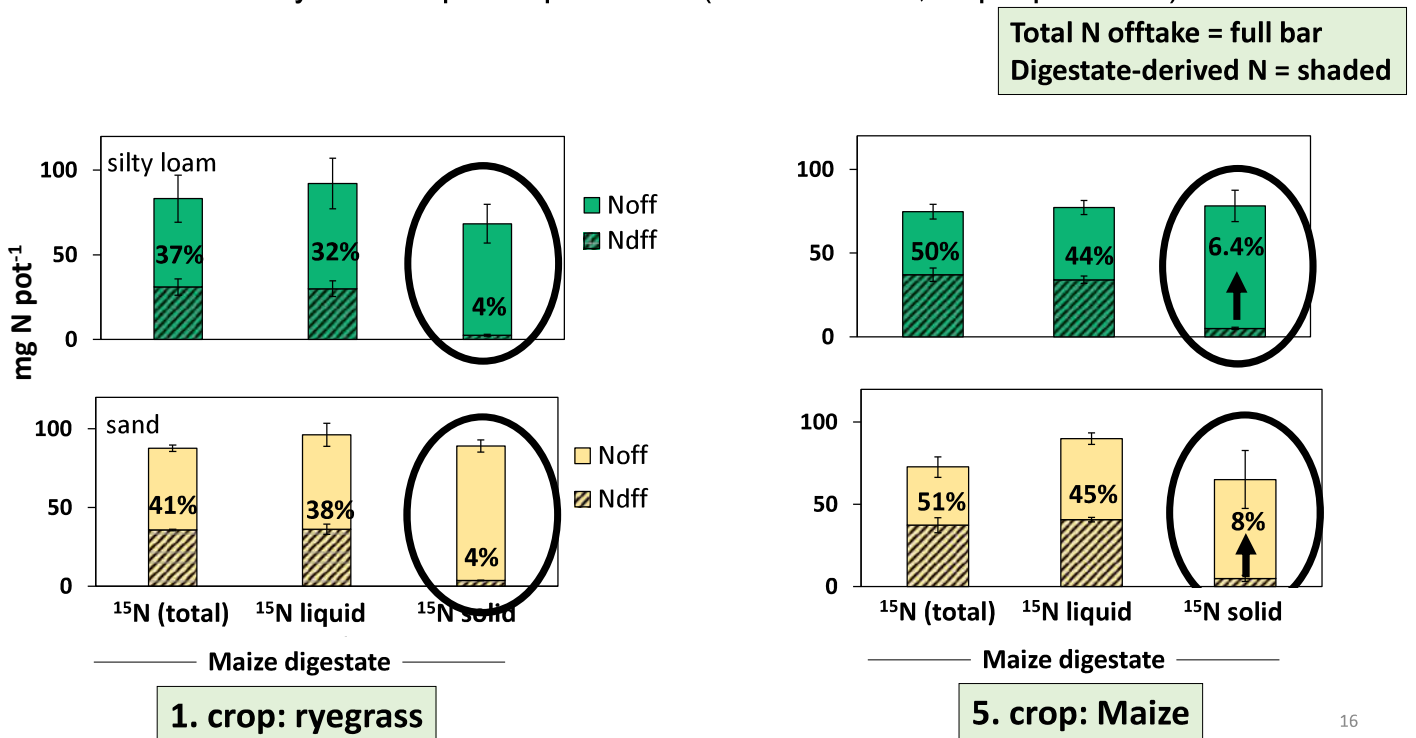 Total N offtake = full bar
Digestate-derived N = shaded
mg N pot⁻¹
100
50
0
silty loam
37%
32%
4%
Noff
Ndff
100
50
0
50%
44%
6.4%
100
50
0
sand
41%
38%
4%
Noff
Ndff
¹⁵N (total) ¹⁵N liquid ¹⁵N solid
Maize digestate
1. crop: ryegrass
100
50
0
51%
45%
8%
¹⁵N (total) ¹⁵N liquid ¹⁵N solid
Maize digestate
5. crop: Maize
16